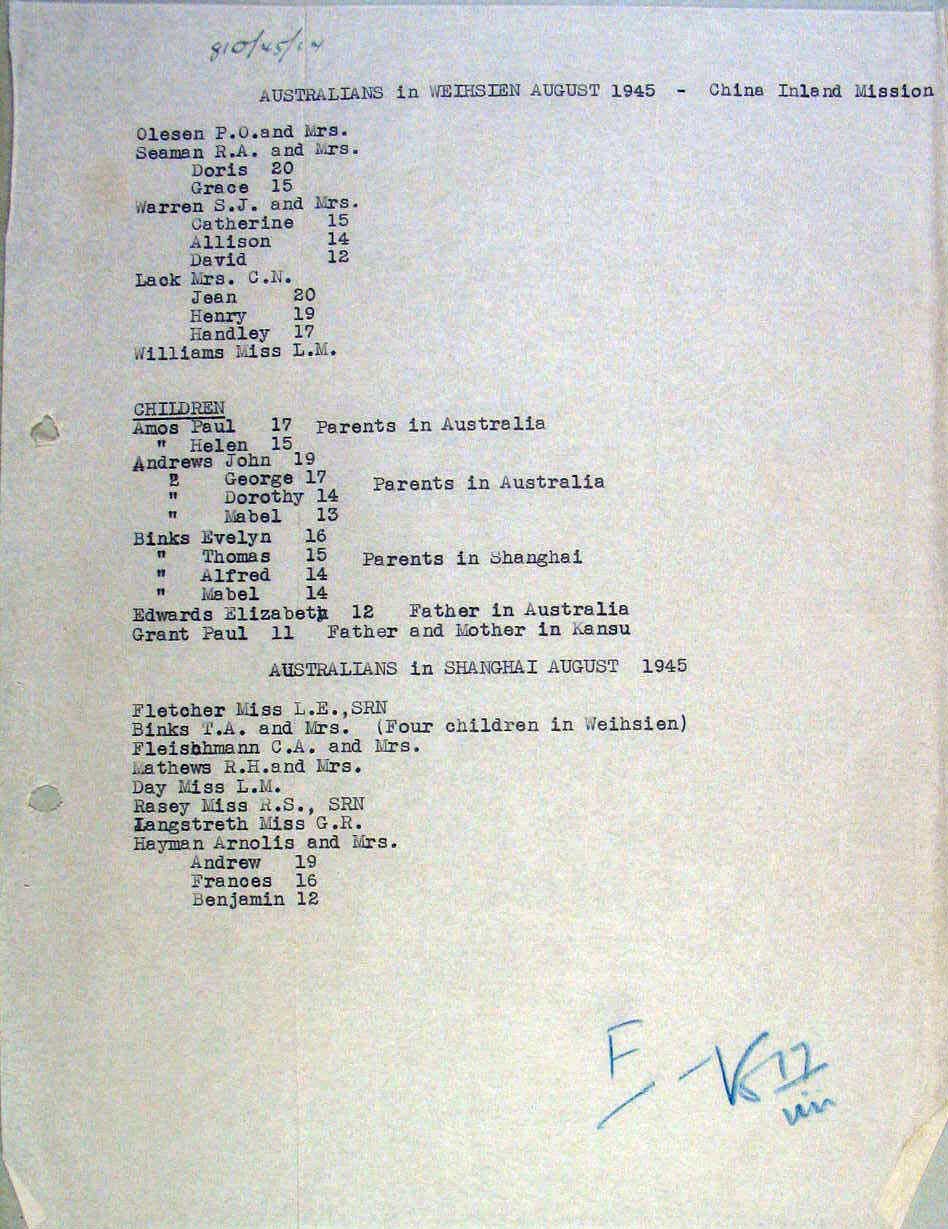 AUSTRALIANS in WEIHSIEN AUGUST 1945 - China Inland Mission
Olesen P.O.and Mrs.
Seaman R.A. and Mrs.
Doris 20
Grace 15
Warren S.J. and Mrs.
Catherine 15
Allison 14
David 12
Lack Mrs. C.N.
Jean 20
Henry 19
Handley 17
Williams Miss L.M.
CHILDREN
Amos Paul 17 Parents in Australia
" Helen 15
Andrews John 19
" George 17 Parents in Australia
" Dorothy 14
" Mabel 13
Binks Evelyn 16
" Thomas 15 Parents in Shanghai
" Alfred 14
" Mabel 14
Edwards Elizabeth 12 Father in Australia
Grant Paul 11 Father and Mother in Kansu
AUSTRALIANS in SHANGHAI AUGUST 1945
Fletcher Miss L.E.,SRN
Binks T.A. and Mrs. (Four children in Weihsien)
Fleishhmann C.A. and Mrs.
Mathews R.H.and Mrs.
Day Miss L.M.
Rasey Miss R.S., SRN
Langstreth Miss G.R.
Hayman Arnolis and Mrs.
Andrew 19
Frances 16
Benjamin 12
F